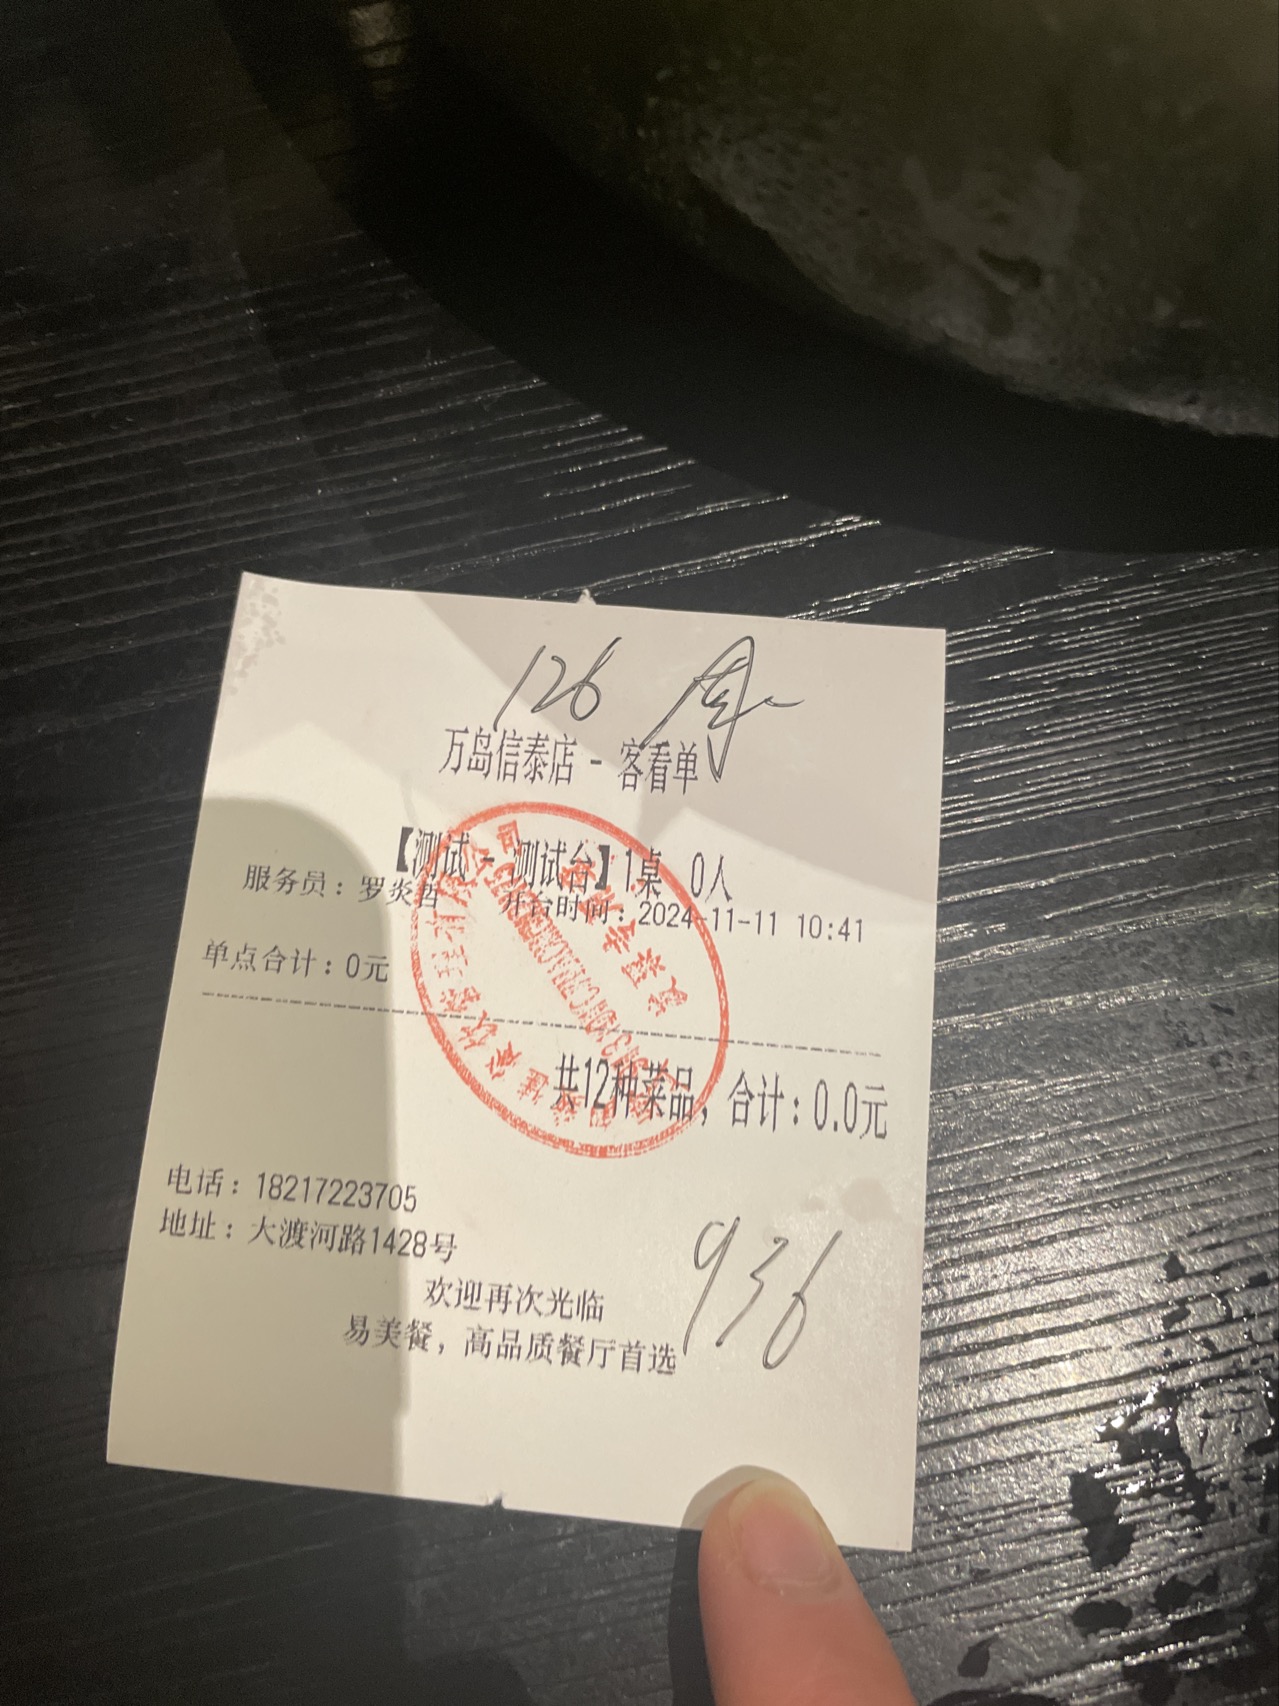 126 周
万岛信泰店 - 客看单
【测试 - 测试台】1桌 0人
服务员：罗炎哲 开台时间：2024-11-11 10:41
单点合计：0元
共12种菜品，合计：0.0元
电话：18217223705
地址：大渡河路1428号
936
欢迎再次光临
易美餐，高品质餐厅首选